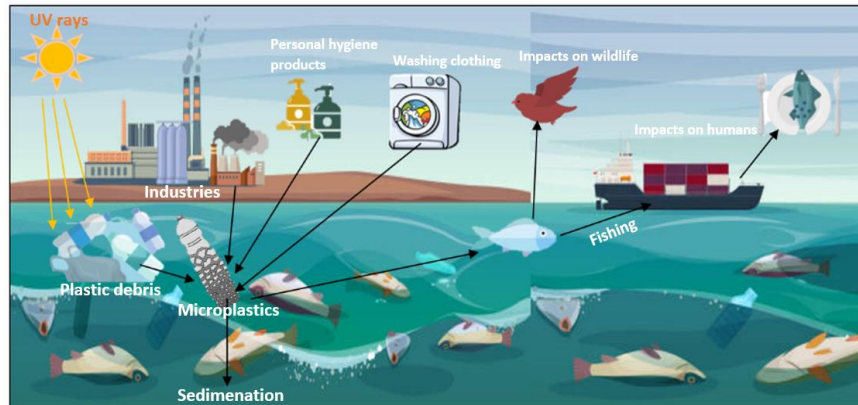 UV rays
Personal hygiene
products
Washing clothing
Impacts on wildlife
Impacts on humans
Industries
Fishing
Plastic debris
Microplastics
Sedimenation